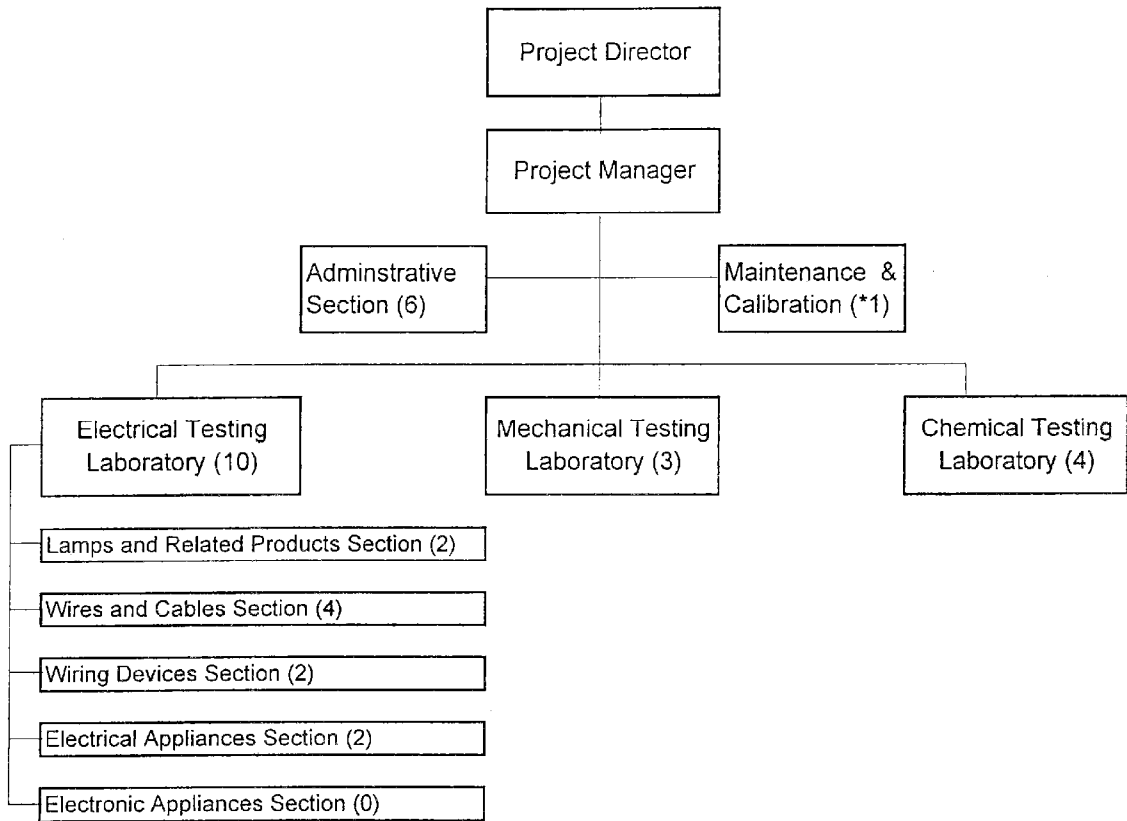 Project Director
Project Manager
Adminstrative
Section (6)
Maintenance &
Calibration (*1)
Electrical Testing
Laboratory (10)
Mechanical Testing
Laboratory (3)
Chemical Testing
Laboratory (4)
Lamps and Related Products Section (2)
Wires and Cables Section (4)
Wiring Devices Section (2)
Electrical Appliances Section (2)
Electronic Appliances Section (0)